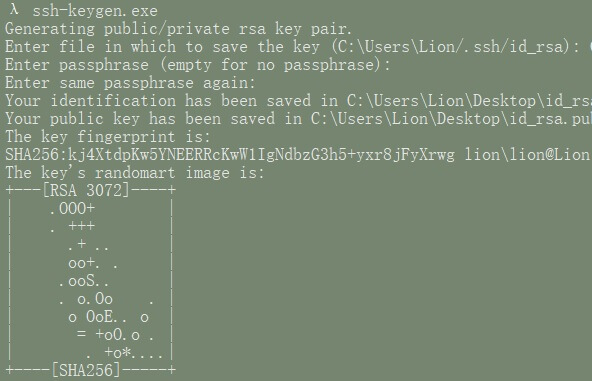 λ ssh-keygen.exe
Generating public/private rsa key pair.
Enter file in which to save the key (C:\Users\Lion/.ssh/id_rsa):
Enter passphrase (empty for no passphrase):
Enter same passphrase again:
Your identification has been saved in C:\Users\Lion\Desktop\id_rsa
Your public key has been saved in C:\Users\Lion\Desktop\id_rsa.pu
The key fingerprint is:
SHA256:kj4XtdpKw5YNEERRcKwW1IgNdbzG3h5+yxr8jFyXrwg lion\lion@Lion
The key's randomart image is:
+---[RSA 3072]----+
|    .OOO+        |
|    . +++        |
|      .+ ..      |
|      oo+. .     |
|     .ooS..      |
|     . o.Oo    . |
|      o OoE.. o  |
|       = +oO.o . |
|        . +o*....|
+----[SHA256]-----+